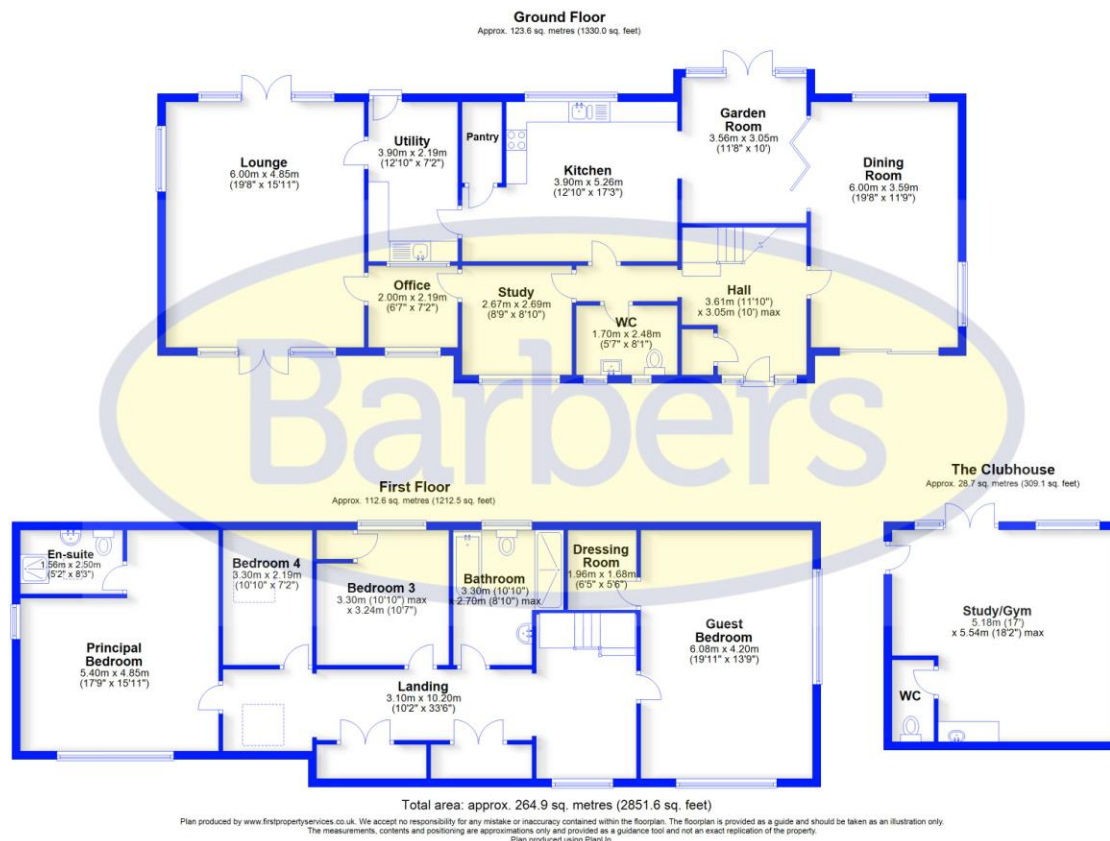 Ground Floor
Approx. 123.6 sq. metres (1330.0 sq. feet)
Lounge
6.00m x 4.85m
(19'8" x 15'11")
Utility
3.90m x 2.19m
(12'10" x 7'2")
Pantry
Kitchen
3.90m x 5.26m
(12'10" x 17'3")
Garden
Room
3.56m x 3.05m
(11'8" x 10')
Dining
Room
6.00m x 3.59m
(19'8" x 11'9")
Office
2.00m x 2.19m
(6'7" x 7'2")
Study
2.67m x 2.69m
(8'9" x 8'10")
WC
1.70m x 2.48m
(5'7" x 8'1")
Hall
3.61m (11'10")
x 3.05m (10') max
Barbers
First Floor
Approx. 112.6 sq. metres (1212.5 sq. feet)
En-suite
1.56m x 2.50m
(5'2" x 8'3")
Principal
Bedroom
5.40m x 4.85m
(17'9" x 15'11")
Bedroom 4
3.30m x 2.19m
(10'10" x 7'2")
Bedroom 3
3.30m (10'10") max
x 3.24m (10'7")
Bathroom
3.30m (10'10")
x 2.70m (8'10") max
Dressing
Room
1.96m x 1.68m
(6'5" x 5'6")
Guest
Bedroom
6.08m x 4.20m
(19'11" x 13'9")
Landing
3.10m x 10.20m
(10'2" x 33'6")
The Clubhouse
Approx. 28.7 sq. metres (309.1 sq. feet)
Study/Gym
5.18m (17')
x 5.54m (18'2") max
WC
Total area: approx. 264.9 sq. metres (2851.6 sq. feet)
Plan produced by www.firstpropertyservices.co.uk. We accept no responsibility for any mistake or inaccuracy contained within the floorplan. The floorplan is provided as a guide and should be taken as an illustration only.
The measurements, contents and positioning are approximations only and provided as a guidance tool and not an exact replication of the property.
Plan produced using PlanUp.